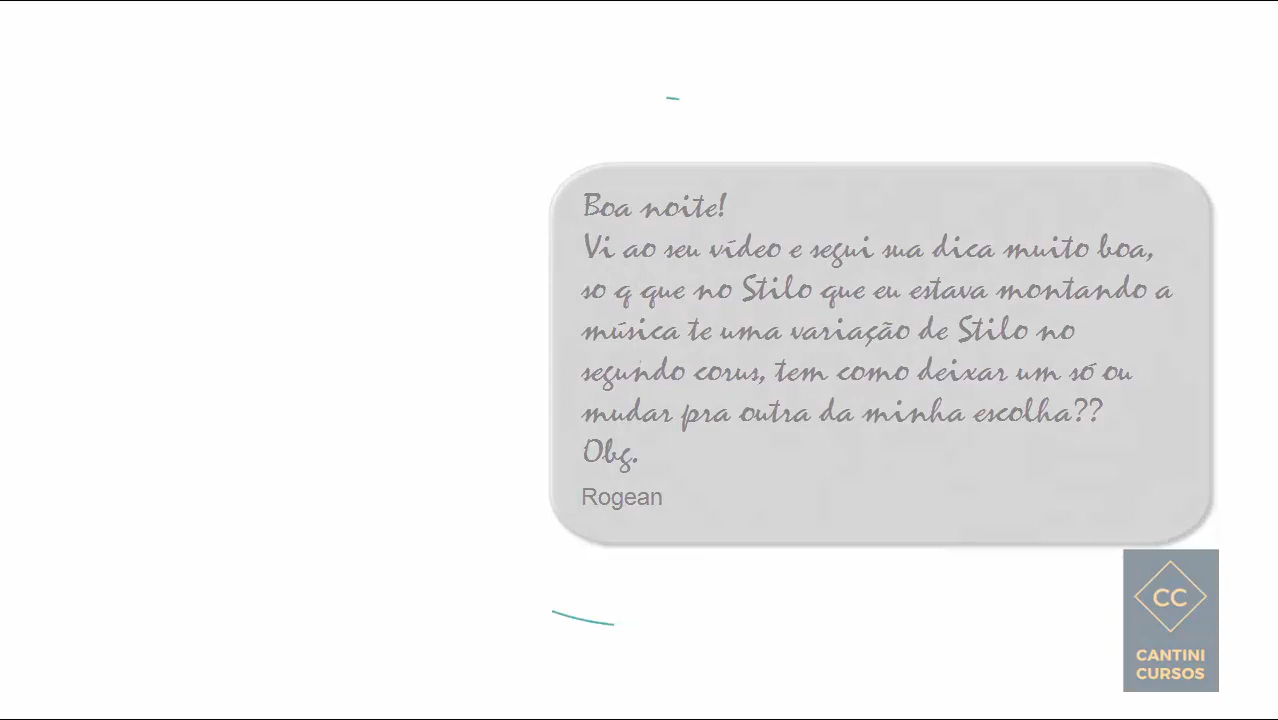 Boa noite!
Vi ao seu vídeo e segui sua dica muito boa,
so q que no Stilo que eu estava montando a
música te uma variação de Stilo no
segundo corus, tem como deixar um só ou
mudar pra outra da minha escolha??
Obg.
Rogean
CC
CANTINI
CURSOS